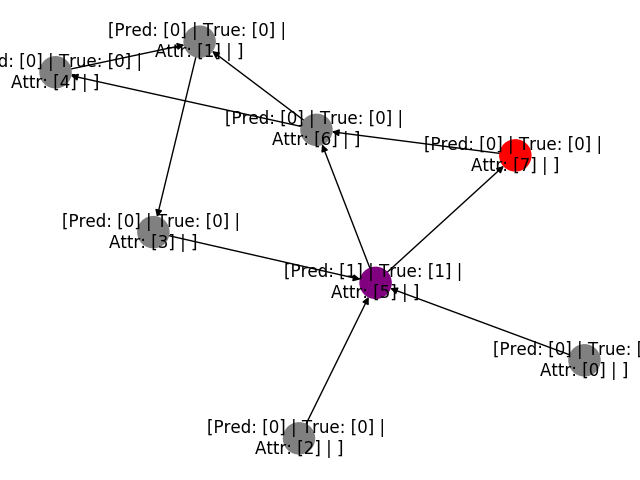 [Pred: [0] | True: [0] |
Attr: [1] | ]
d: [0] | True: [0] |
Attr: [4] | ]
[Pred: [0] | True: [0] |
Attr: [6] | ]
[Pred: [0] | True: [0] |
Attr: [7] | ]
[Pred: [0] | True: [0] |
Attr: [3] | ]
[Pred: [1] | True: [1] |
Attr: [5] | ]
[Pred: [0] | True: [
Attr: [0] | ]
[Pred: [0] | True: [0] |
Attr: [2] | ]